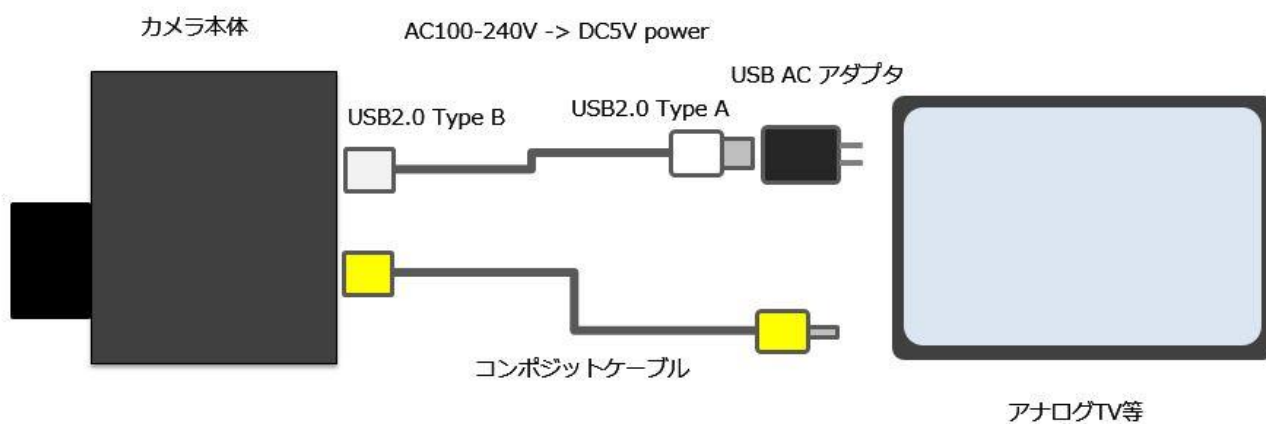 カメラ本体
AC100-240V -> DC5V power
USB AC アダプタ
USB2.0 Type B
USB2.0 Type A
コンポジットケーブル
アナログTV等